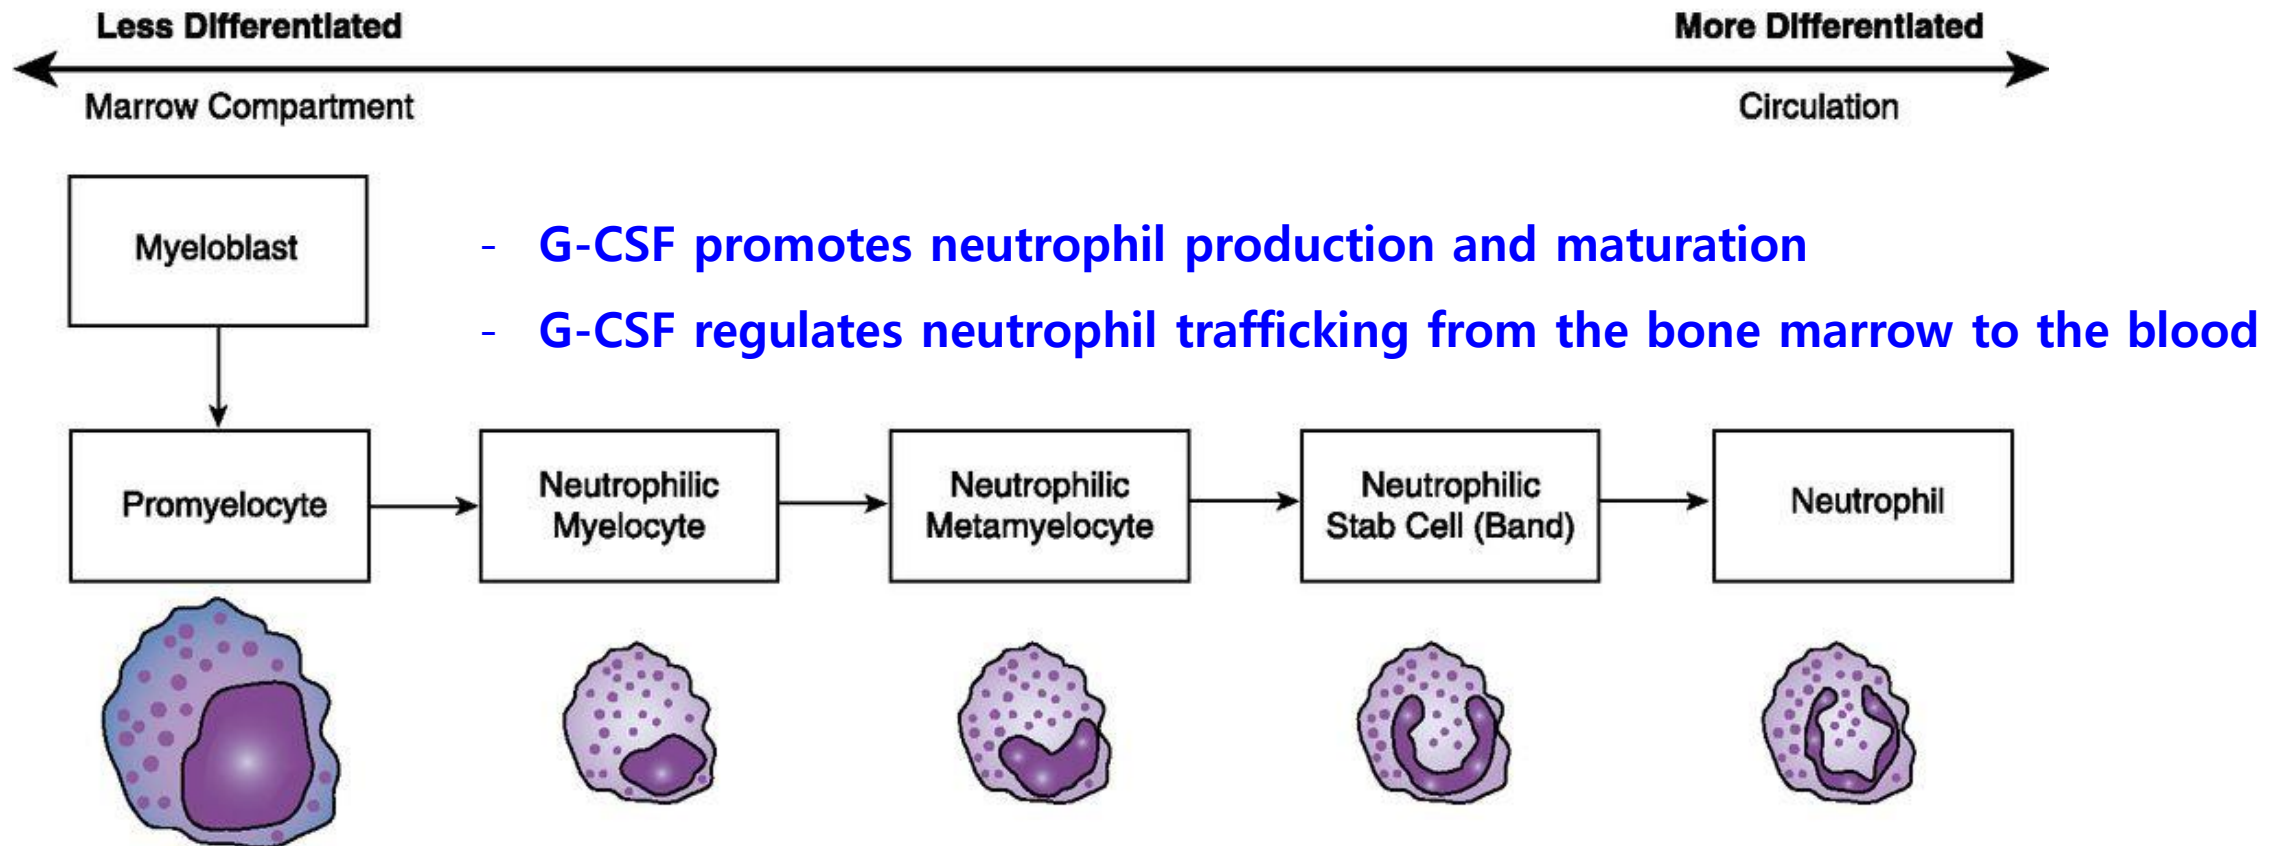 Less Differentiated
More Differentiated
Marrow Compartment
Circulation
Myeloblast
- G-CSF promotes neutrophil production and maturation
- G-CSF regulates neutrophil trafficking from the bone marrow to the blood
Promyelocyte
Neutrophilic
Myelocyte
Neutrophilic
Metamyelocyte
Neutrophilic
Stab Cell (Band)
Neutrophil